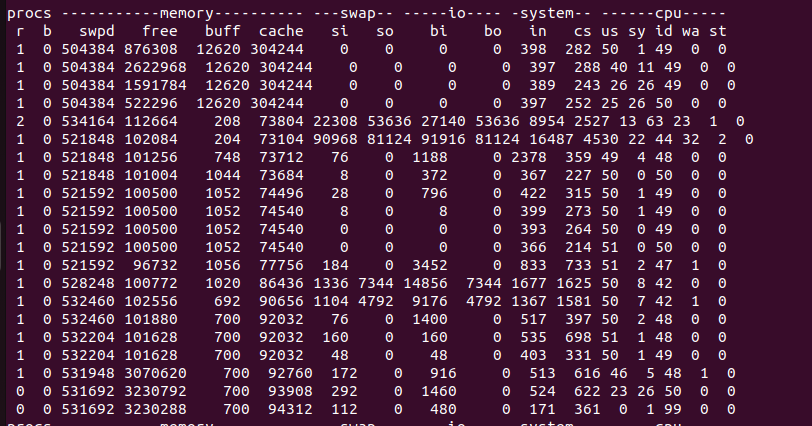 procs -----------memory---------- ---swap-- -----io---- -system-- ------cpu-----
 r  b   swpd   free   buff  cache   si   so    bi    bo   in   cs us sy id wa st
 1  0 504384 876308  12620 304244    0    0     0     0  398  282 50  1 49  0  0
 1  0 504384 2622968  12620 304244    0    0     0     0  397  288 40 11 49  0  0
 1  0 504384 1591784  12620 304244    0    0     0     0  389  243 26 26 49  0  0
 1  0 504384 522296  12620 304244    0    0     0     0  397  252 25 26 50  0  0
 2  0 534164 112664    208  73804 22308 53636 27140 53636 8954 2527 13 63 23  1  0
 1  0 521848 102084    204  73104 90968 81124 91916 81124 16487 4530 22 44 32  2  0
 1  0 521848 101256    748  73712   76    0  1188     0 2378  359 49  4 48  0  0
 1  0 521848 101004   1044  73684    8    0   372     0  367  227 50  0 50  0  0
 1  0 521592 100500   1052  74496   28    0   796     0  422  315 50  1 49  0  0
 1  0 521592 100500   1052  74540    8    0     8     0  399  273 50  1 49  0  0
 1  0 521592 100500   1052  74540    0    0     0     0  393  264 50  0 49  0  0
 1  0 521592 100500   1052  74540    0    0     0     0  366  214 51  0 50  0  0
 1  0 521592  96732   1056  77756  184    0  3452     0  833  733 51  2 47  1  0
 1  0 528248 100772   1020  86436 1336 7344 14856  7344 1677 1625 50  8 42  0  0
 1  0 532460 102556    692  90656 1104 4792  9176  4792 1367 1581 50  7 42  1  0
 1  0 532460 101880    700  92032   76    0  1400     0  517  397 50  2 48  0  0
 1  0 532204 101628    700  92032  160    0   160     0  535  698 51  1 48  0  0
 1  0 532204 101628    700  92032   48    0    48     0  403  331 50  1 49  0  0
 1  0 531948 3070620    700  92760  172    0   916     0  513  616 46  5 48  1  0
 0  0 531692 3230792    700  93908  292    0  1460     0  524  622 23 26 50  0  0
 0  0 531692 3230288    700  94312  112    0   480     0  171  361  0  1 99  0  0
procs -----------memory---------- ---swap-- -----io---- -system-- ------cpu-----